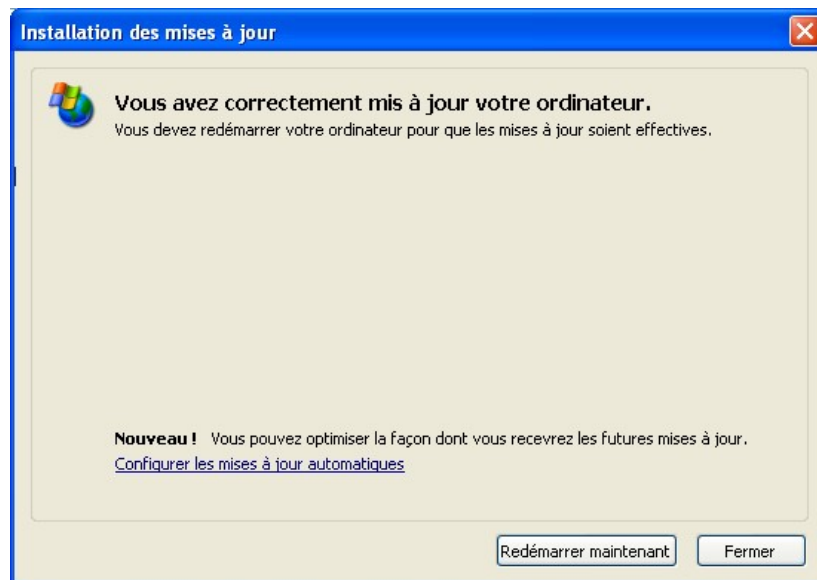 Installation des mises à jour
Vous avez correctement mis à jour votre ordinateur.
Vous devez redémarrer votre ordinateur pour que les mises à jour soient effectives.
Nouveau ! Vous pouvez optimiser la façon dont vous recevrez les futures mises à jour.
Configurer les mises à jour automatiques
Redémarrer maintenant Fermer